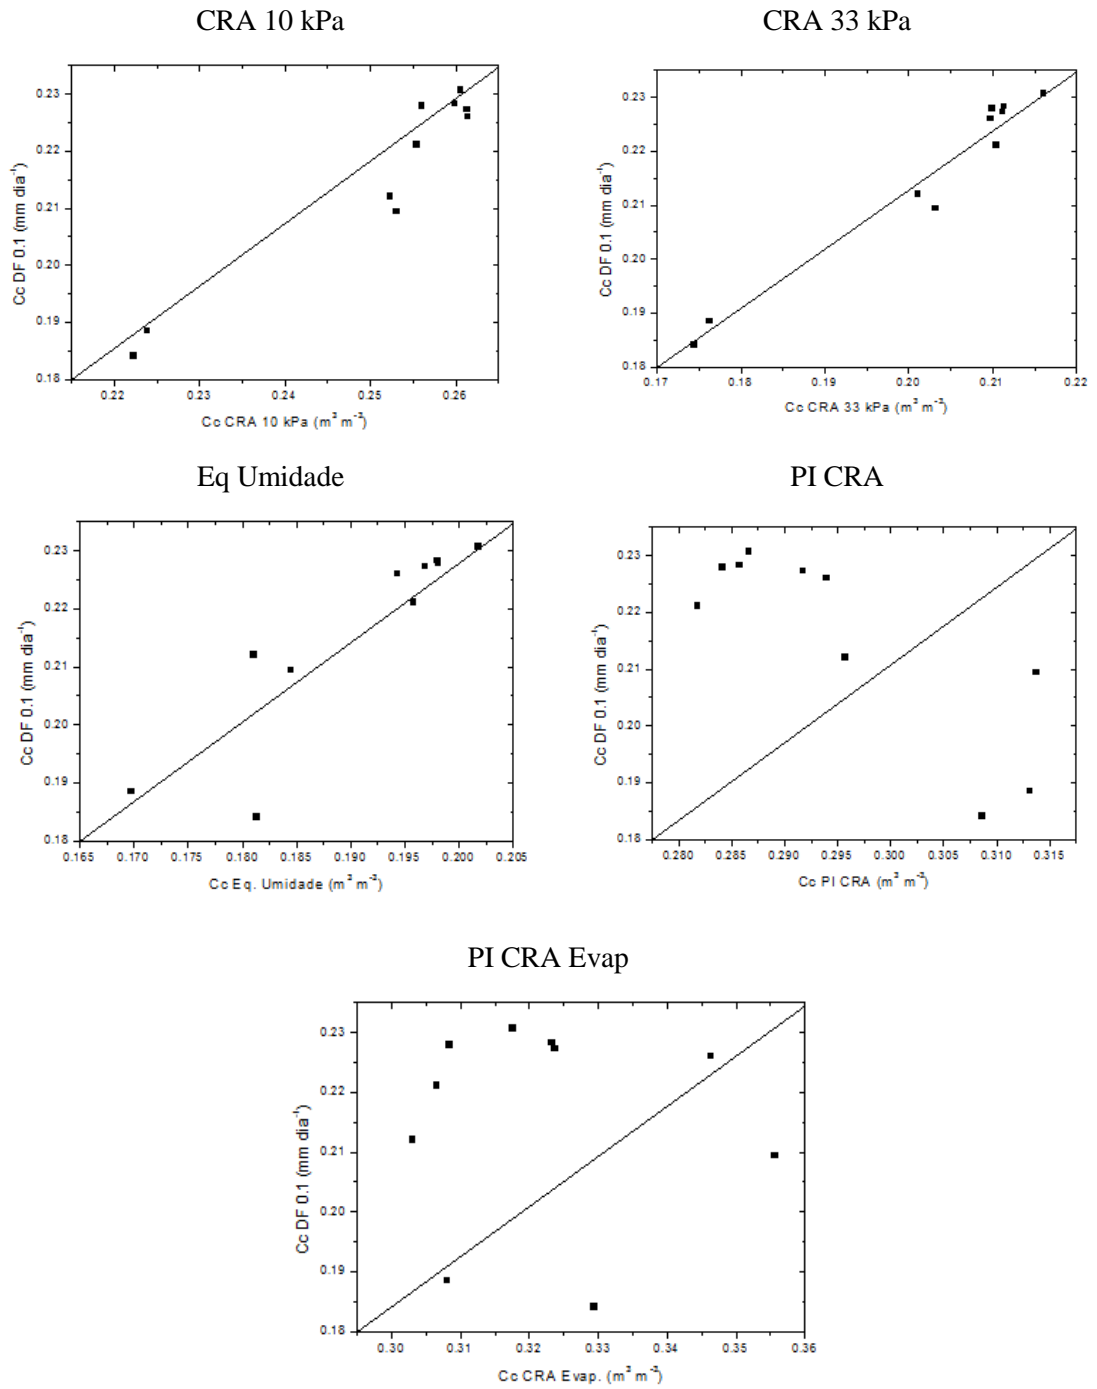 CRA 10 kPa
0.23
0.22
0.21
0.20
0.19
0.18
Cc DF 0.1 (mm dia⁻¹)
0.22 0.23 0.24 0.25 0.26
Cc CRA 10 kPa (m³ m⁻³)
CRA 33 kPa
0.23
0.22
0.21
0.20
0.19
0.18
Cc DF 0.1 (mm dia⁻¹)
0.17 0.18 0.19 0.20 0.21 0.22
Cc CRA 33 kPa (m³ m⁻³)
Eq Umidade
0.23
0.22
0.21
0.20
0.19
0.18
Cc DF 0.1 (mm dia⁻¹)
0.165 0.170 0.175 0.180 0.185 0.190 0.195 0.200 0.205
Cc Eq. Umidade (m³ m⁻³)
PI CRA
0.23
0.22
0.21
0.20
0.19
0.18
Cc DF 0.1 (mm dia⁻¹)
0.280 0.285 0.290 0.295 0.300 0.305 0.310 0.315
Cc PI CRA (m³ m⁻³)
PI CRA Evap
0.23
0.22
0.21
0.20
0.19
0.18
Cc DF 0.1 (mm dia⁻¹)
0.30 0.31 0.32 0.33 0.34 0.35 0.36
Cc CRA Evap. (m³ m⁻³)